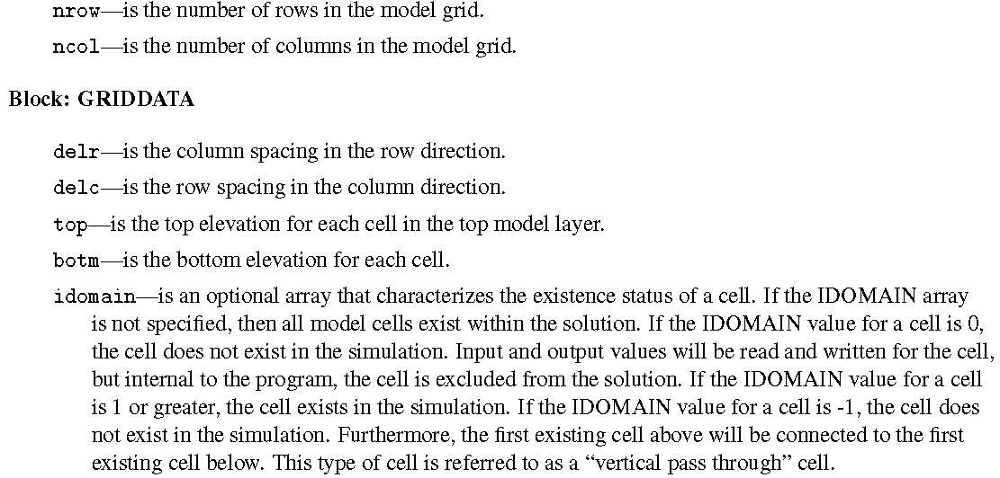 nrow—is the number of rows in the model grid.
ncol—is the number of columns in the model grid.
Block: GRIDDATA
delr—is the column spacing in the row direction.
delc—is the row spacing in the column direction.
top—is the top elevation for each cell in the top model layer.
botm—is the bottom elevation for each cell.
idomain—is an optional array that characterizes the existence status of a cell. If the IDOMAIN array
is not specified, then all model cells exist within the solution. If the IDOMAIN value for a cell is 0,
the cell does not exist in the simulation. Input and output values will be read and written for the cell,
but internal to the program, the cell is excluded from the solution. If the IDOMAIN value for a cell
is 1 or greater, the cell exists in the simulation. If the IDOMAIN value for a cell is -1, the cell does
not exist in the simulation. Furthermore, the first existing cell above will be connected to the first
existing cell below. This type of cell is referred to as a “vertical pass through” cell.